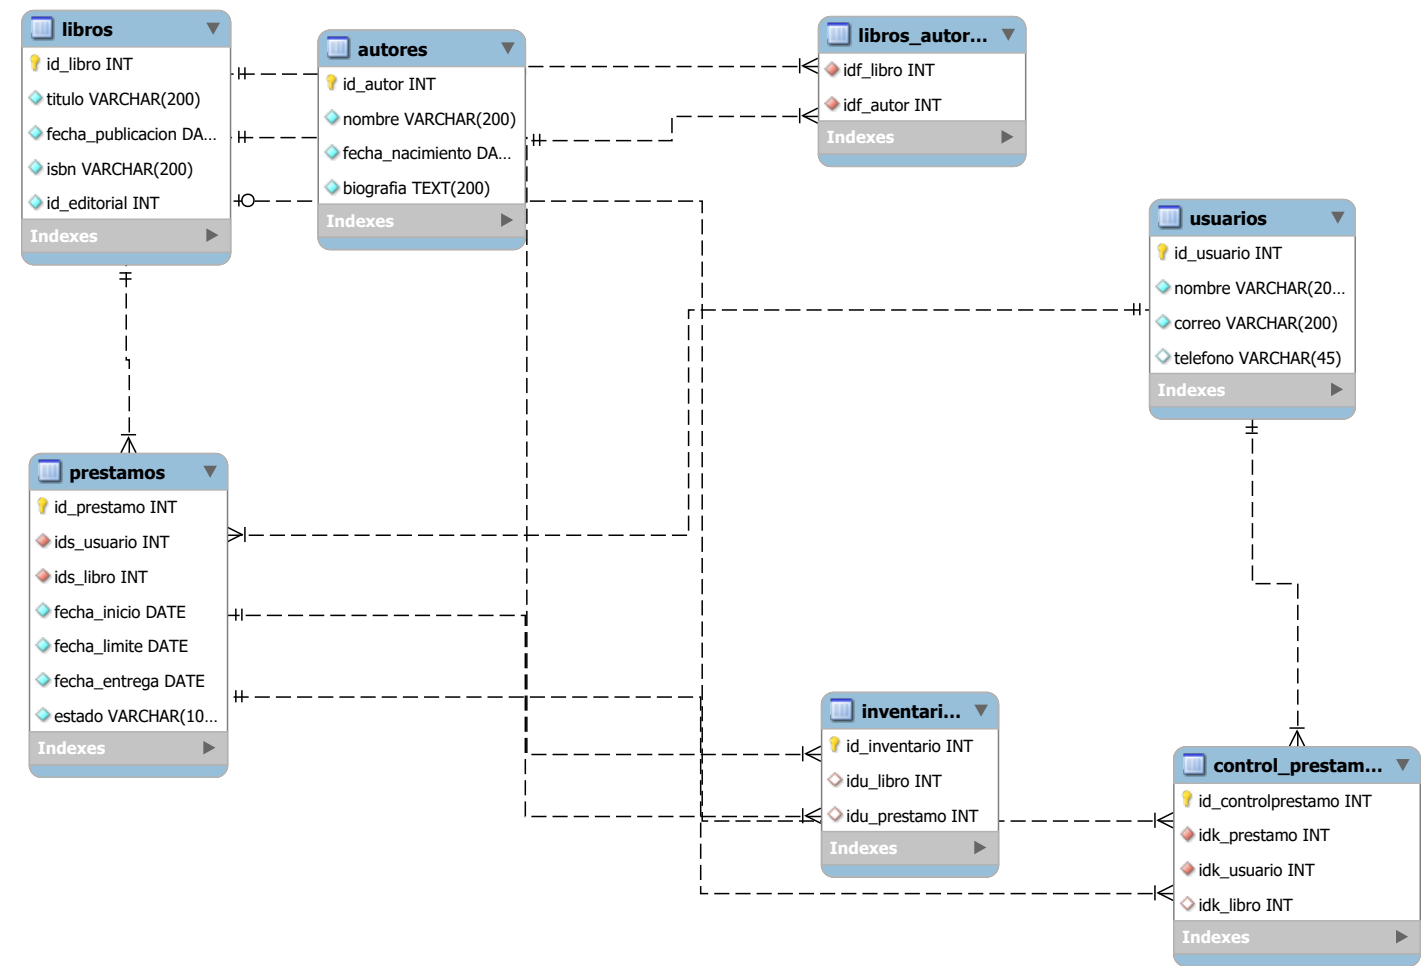 libros
id_libro INT
titulo VARCHAR(200)
fecha_publicacion DA...
isbn VARCHAR(200)
id_editorial INT
Indexes
autores
id_autor INT
nombre VARCHAR(200)
fecha_nacimiento DA...
biografia TEXT(200)
Indexes
libros_autor...
idf_libro INT
idf_autor INT
Indexes
usuarios
id_usuario INT
nombre VARCHAR(20...
correo VARCHAR(200)
telefono VARCHAR(45)
Indexes
prestamos
id_prestamo INT
ids_usuario INT
ids_libro INT
fecha_inicio DATE
fecha_limite DATE
fecha_entrega DATE
estado VARCHAR(10...
Indexes
inventari...
id_inventario INT
idu_libro INT
idu_prestamo INT
Indexes
control_prestam...
id_controlprestamo INT
idk_prestamo INT
idk_usuario INT
idk_libro INT
Indexes